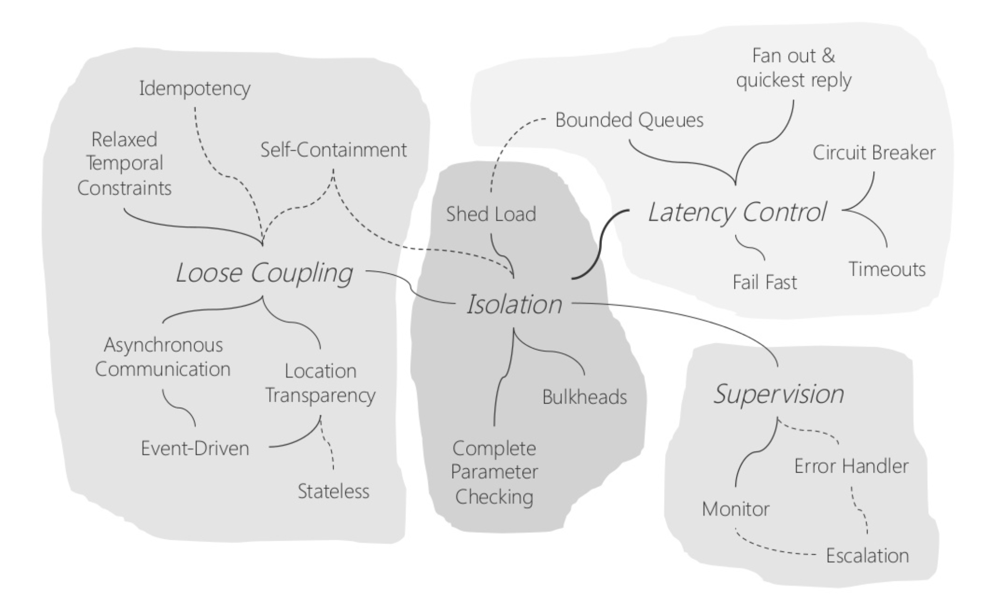 Idempotency
Relaxed
Temporal
Constraints
Self-Containment
Loose Coupling
Asynchronous
Communication
Location
Transparency
Event-Driven
Stateless
Shed Load
Isolation
Bulkheads
Complete
Parameter
Checking
Fan out &
quickest reply
Bounded Queues
Circuit Breaker
Latency Control
Fail Fast
Timeouts
Supervision
Error Handler
Monitor
Escalation